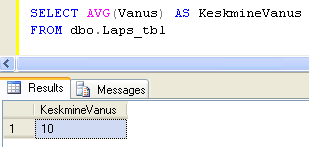 SELECT AVG(Vanus) AS KeskmineVanus
FROM dbo.Laps_tbl
Results Messages
KeskmineVanus
1 10